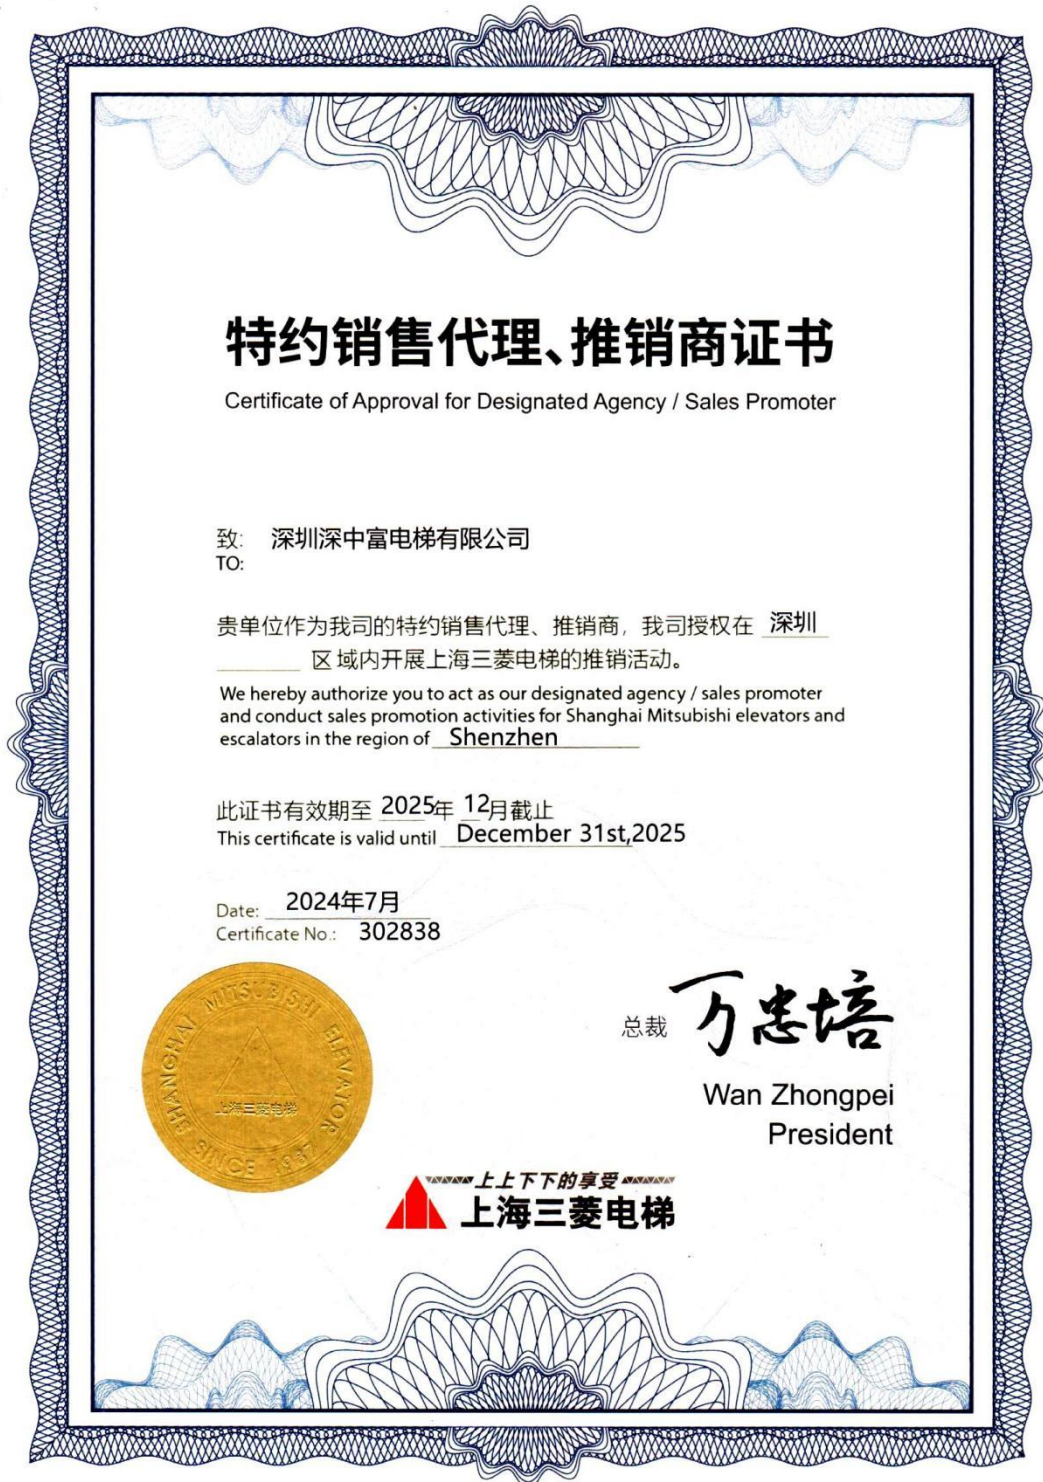 特约销售代理、推销商证书
Certificate of Approval for Designated Agency / Sales Promoter
致: 深圳深中富电梯有限公司
TO:
贵单位作为我司的特约销售代理、推销商，我司授权在 深圳
区域内开展上海三菱电梯的推销活动。
We hereby authorize you to act as our designated agency / sales promoter
and conduct sales promotion activities for Shanghai Mitsubishi elevators and
escalators in the region of Shenzhen
此证书有效期至 2025年 12月截止
This certificate is valid until December 31st,2025
Date: 2024年7月
Certificate No.: 302838
SHANGHAI MITSUBISHI ELEVATOR
上海三菱电梯
SINCE 1987
总裁 万忠培
Wan Zhongpei
President
上上下下的享受
上海三菱电梯